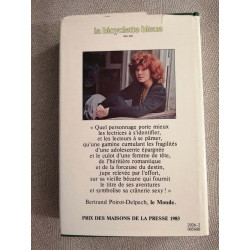 la bicyclette bleue
« Quel personnage porte mieux
les lectrices à s'identifier,
et les lecteurs à se pâmer,
qu'une gamine cumulant les fragilités
d'une adolescente éparpgée
et le culot d'une femme de tête,
de l'héritière romantique
et de la forceuse du destin,
jupe relevée par l'effort,
sur sa vieille bécane qui fournit
le titre de ses aventures
et symbolise sa crânerie sexy ! »
Bertrand Poirot-Delpech, le Monde.
PRIX DES MAISONS DE LA PRESSE 1983